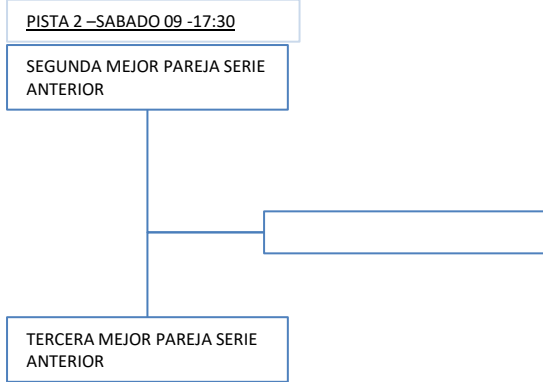 PISTA 2 –SABADO 09 -17:30
SEGUNDA MEJOR PAREJA SERIE
ANTERIOR
TERCERA MEJOR PAREJA SERIE
ANTERIOR